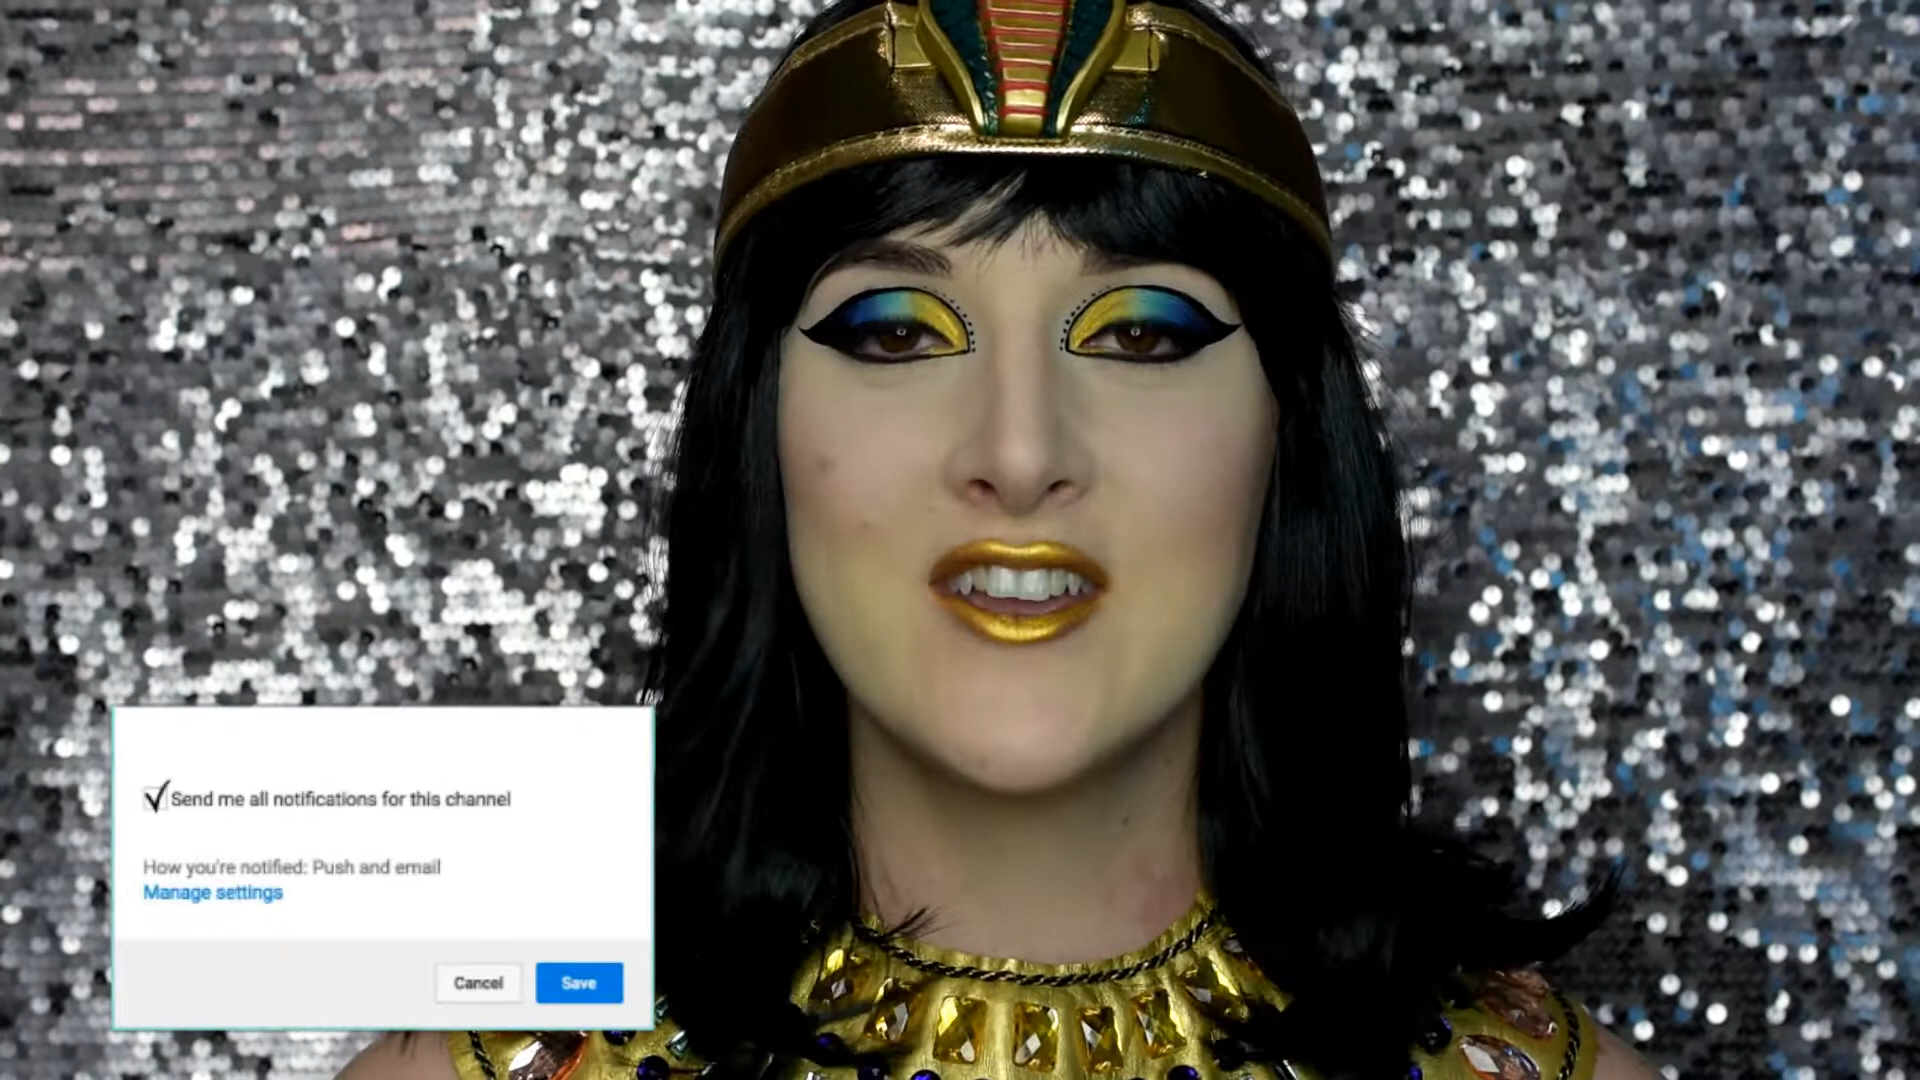 Send me all notifications for this channel
How you're notified: Push and email
Manage settings
Cancel
Save